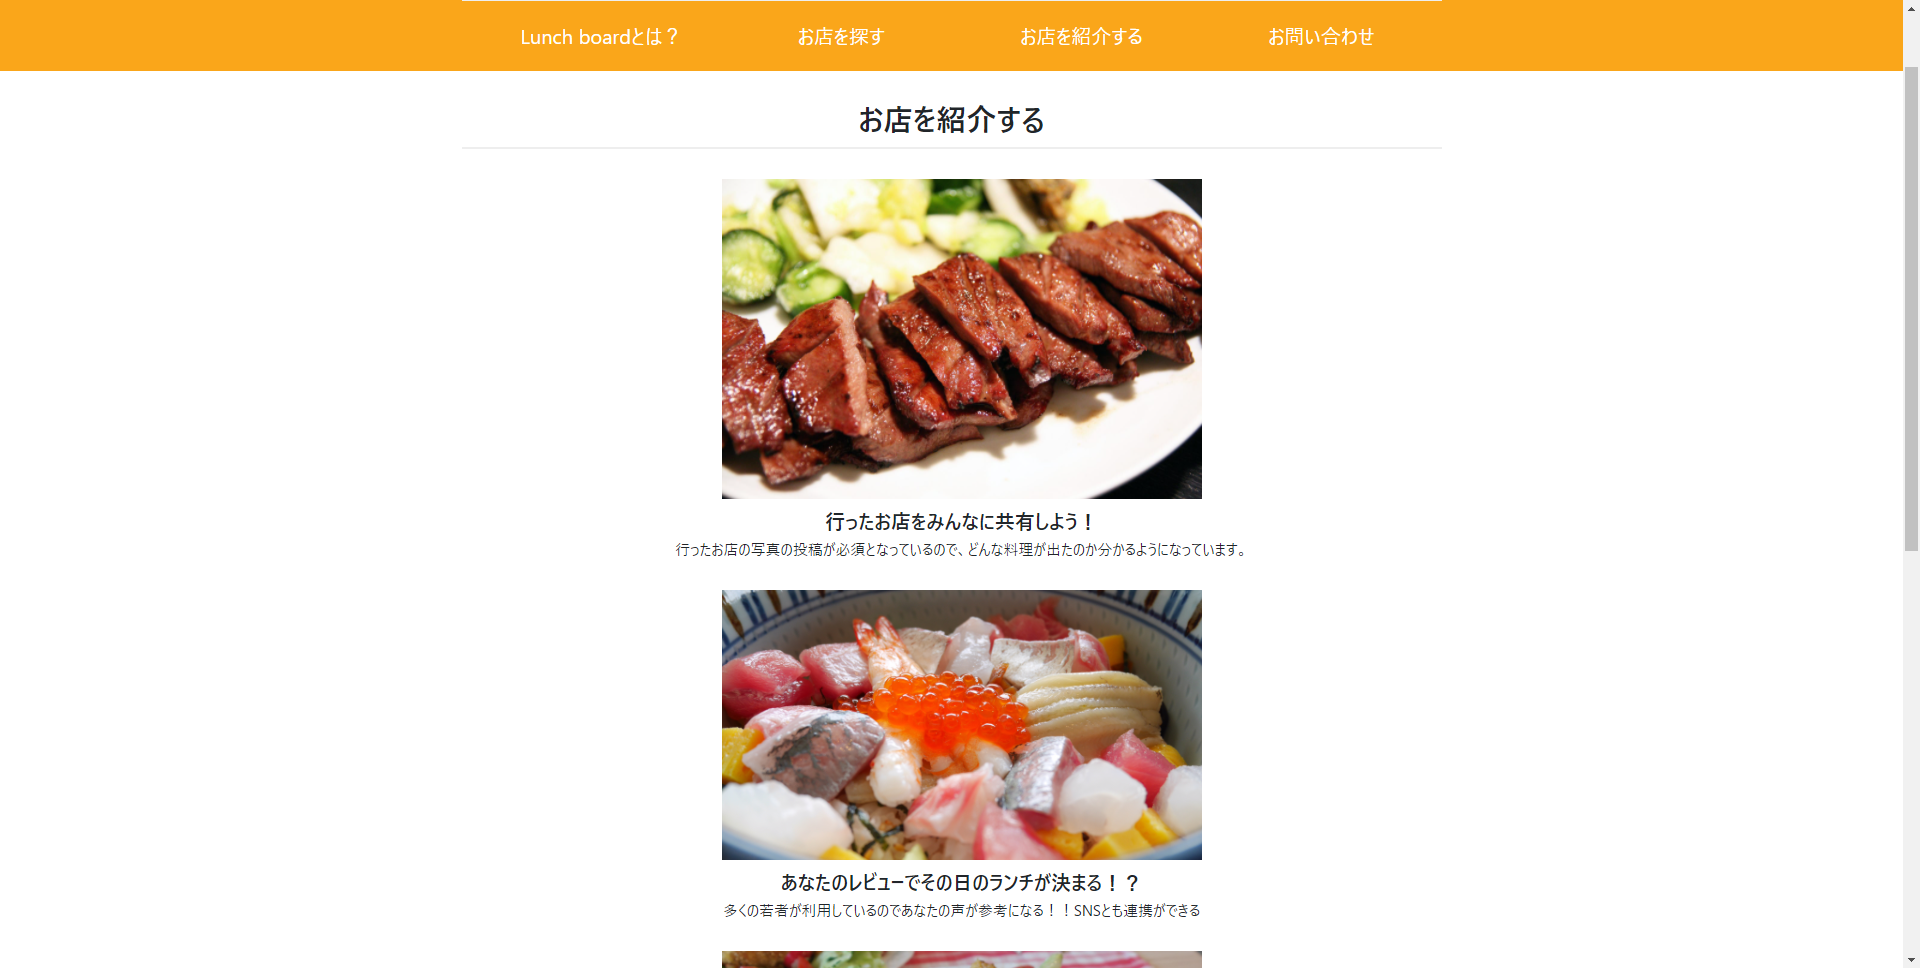 Lunch boardとは？ お店を探す お店を紹介する お問い合わせ
お店を紹介する
行ったお店をみんなに共有しよう！
行ったお店の写真の投稿が必須となっているので、どんな料理が出たのか分かるようになっています。
あなたのレビューでその日のランチが決まる！？
多くの若者が利用しているのであなたの声が参考になる！！SNSとも連携ができる